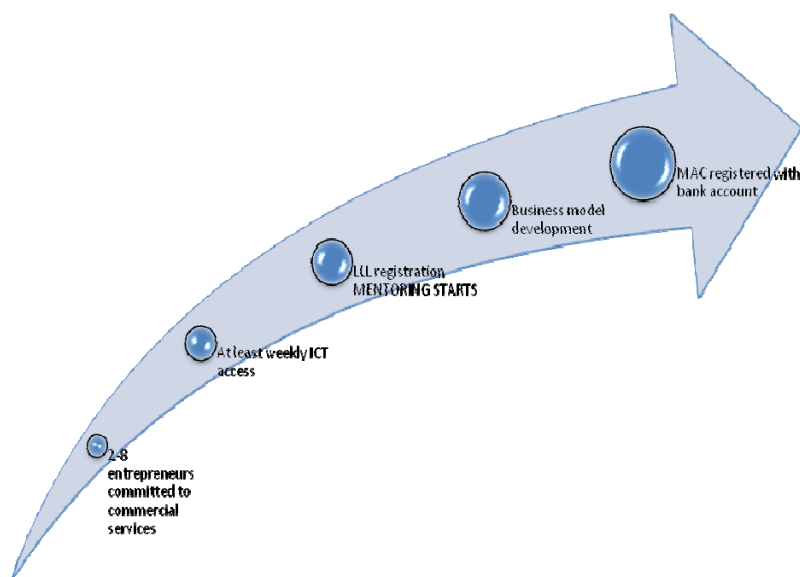 MAC registered with
bank account
Business model
development
LCL registration
MENTORING STARTS
At least weekly ICT
access
2-8
entrepreneurs
committed to
commercial
services